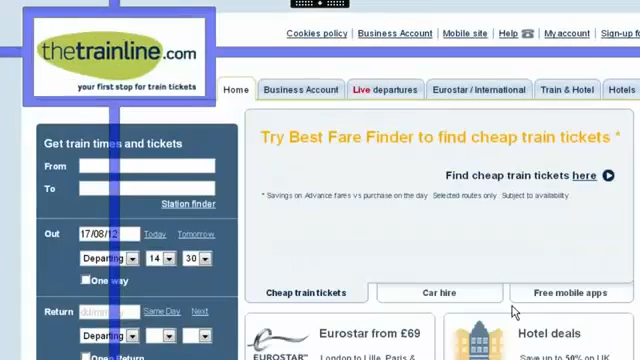 Cookies policy | Business Account | Mobile site | Help | My account | Sign-up fo
thetrainline.com
your first stop for train tickets
Home
Business Account
Live departures
Eurostar / International
Train & Hotel
Hotels
Get train times and tickets
From
To
Station finder
Out 17/08/12 Today Tomorrow
Departing 14 30
One way
Return dd/mm/yy Same Day Next
Departing
Open Return
Try Best Fare Finder to find cheap train tickets *
Find cheap train tickets here
* Savings on Advance fares vs purchase on the day. Selected routes only. Subject to availability.
Cheap train tickets
Car hire
Free mobile apps
EUROSTAR
Eurostar from £69
London to Lille, Paris &
Hotel deals
Save up to 50% on UK